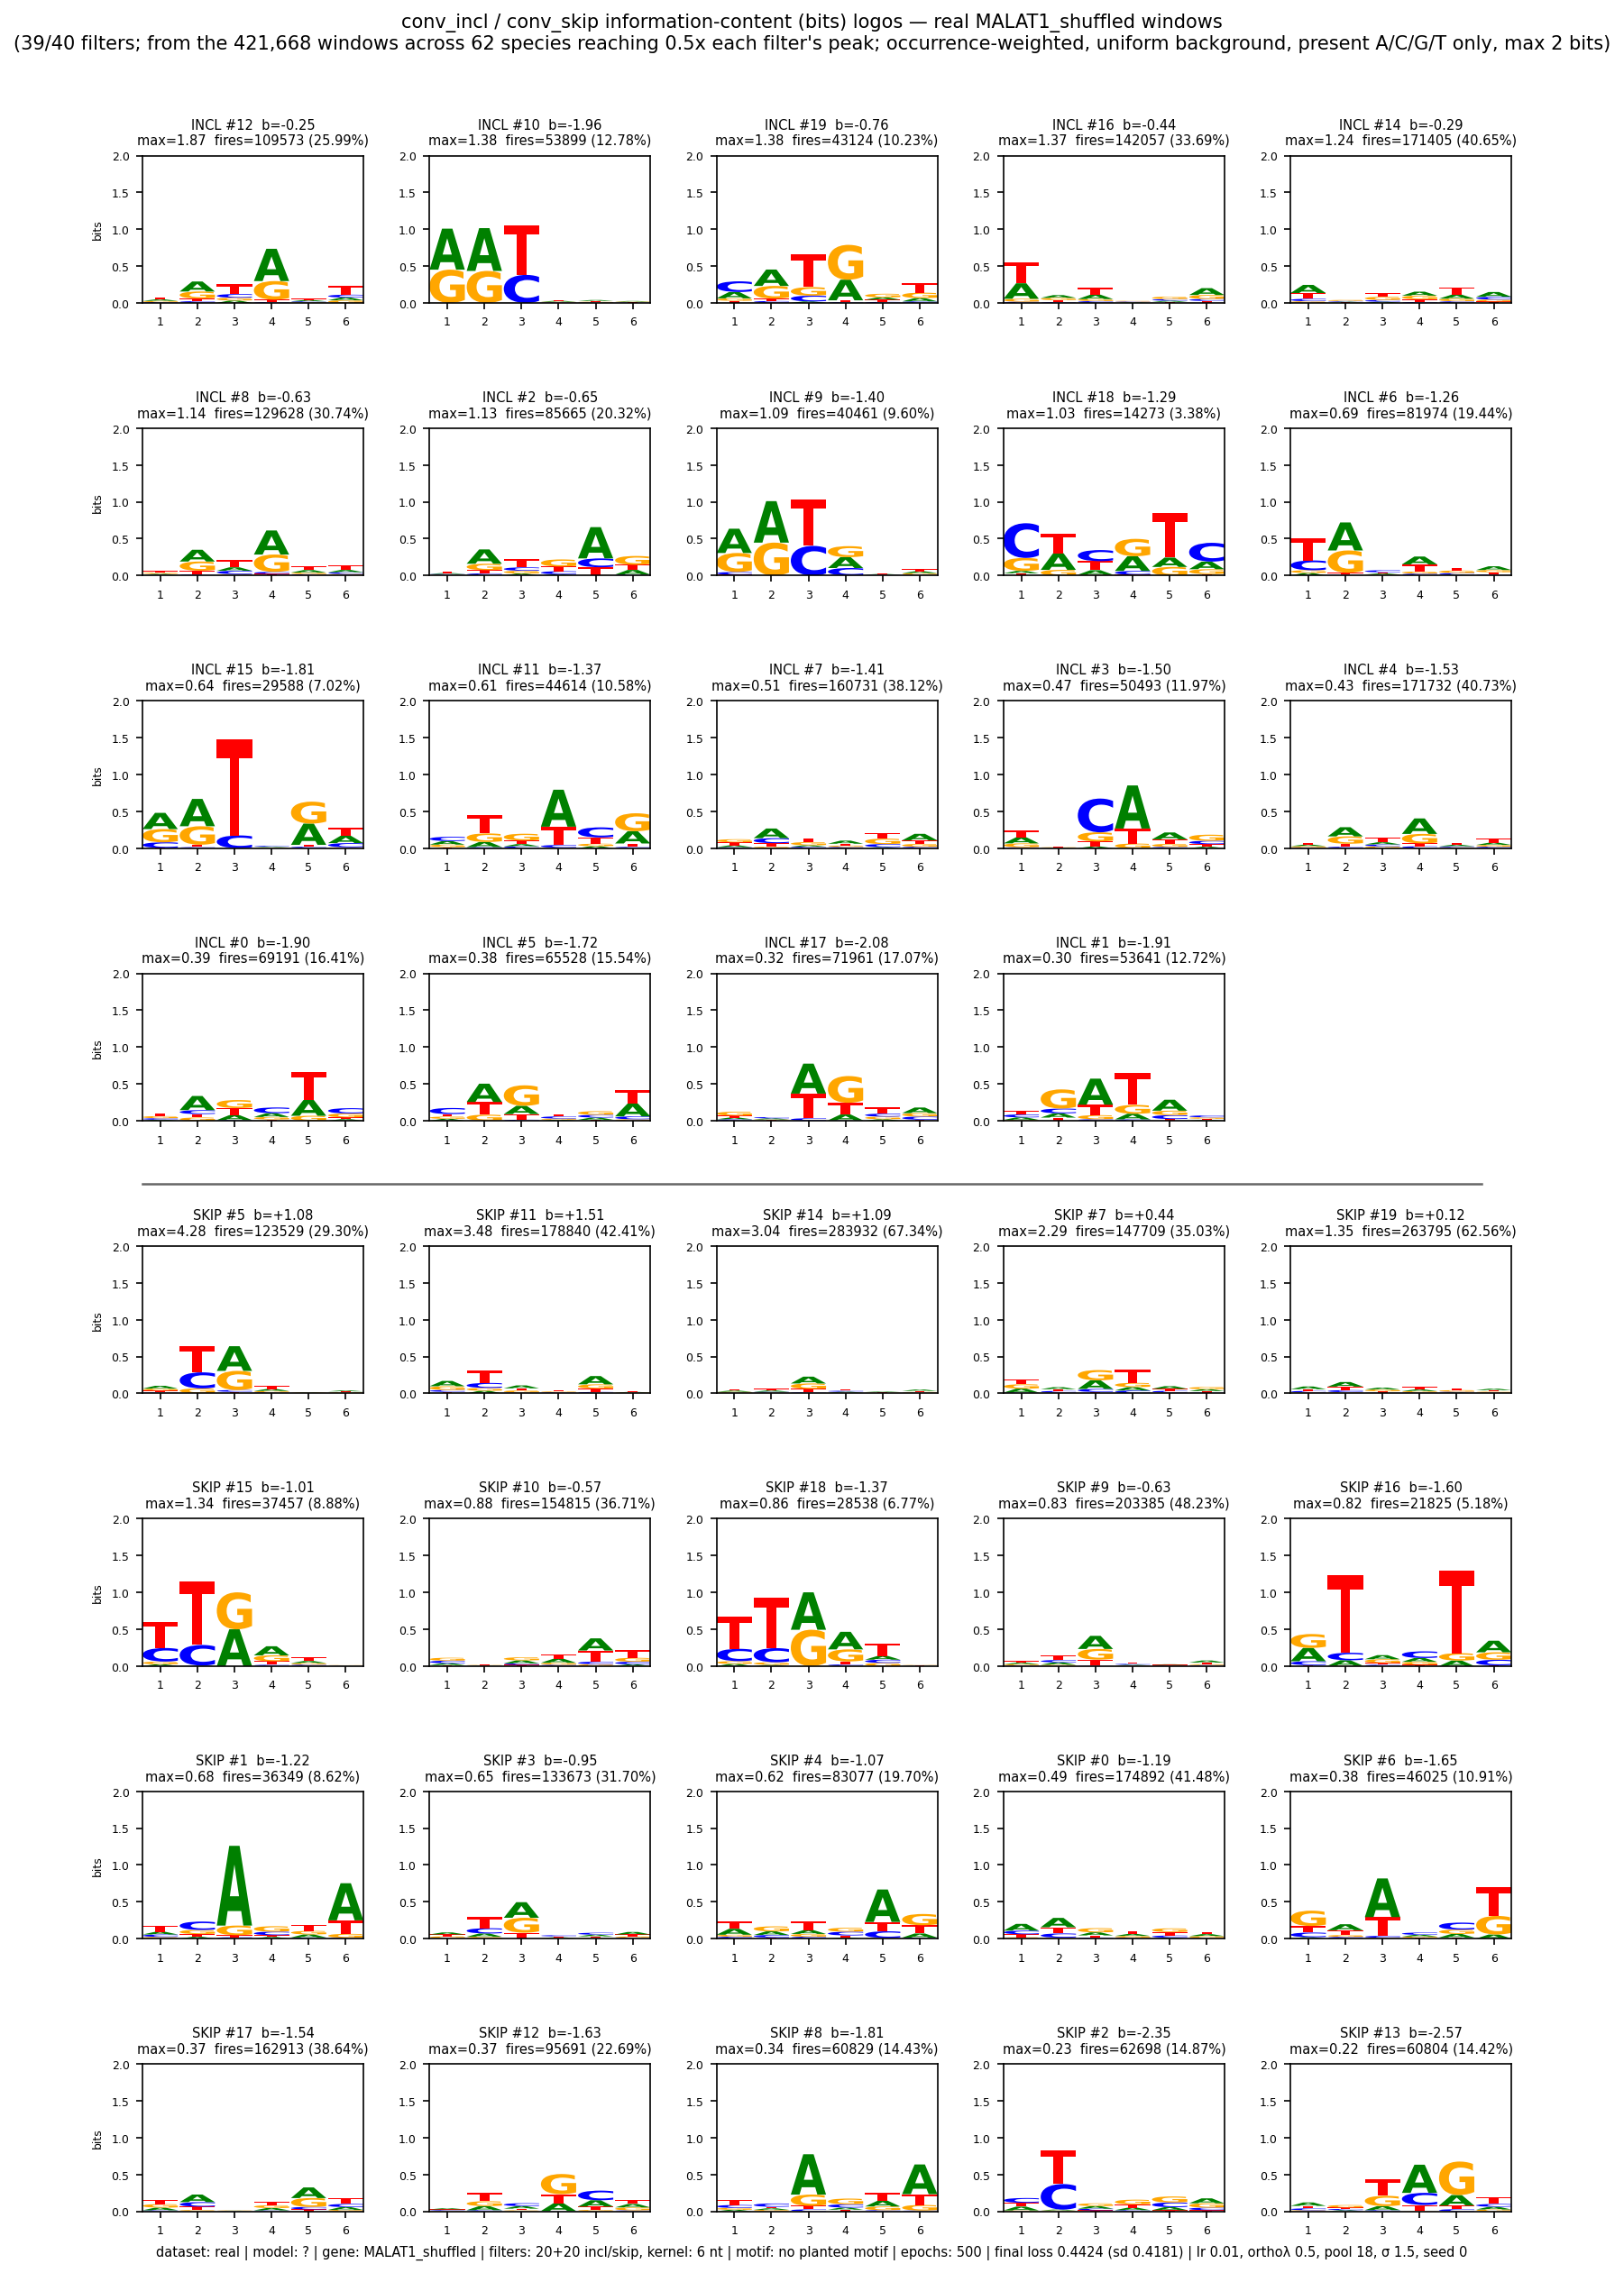 conv_incl / conv_skip information-content (bits) logos — real MALAT1_shuffled windows
(39/40 filters; from the 421,668 windows across 62 species reaching 0.5x each filter's peak; occurrence-weighted, uniform background, present A/C/G/T only, max 2 bits)
INCL #12 b=-0.25
max=1.87 fires=109573 (25.99%)
INCL #10 b=-1.96
max=1.38 fires=53899 (12.78%)
INCL #19 b=-0.76
max=1.38 fires=43124 (10.23%)
INCL #16 b=-0.44
max=1.37 fires=142057 (33.69%)
INCL #14 b=-0.29
max=1.24 fires=171405 (40.65%)
INCL #8 b=-0.63
max=1.14 fires=129628 (30.74%)
INCL #2 b=-0.65
max=1.13 fires=85665 (20.32%)
INCL #9 b=-1.40
max=1.09 fires=40461 (9.60%)
INCL #18 b=-1.29
max=1.03 fires=14273 (3.38%)
INCL #6 b=-1.26
max=0.69 fires=81974 (19.44%)
INCL #15 b=-1.81
max=0.64 fires=29588 (7.02%)
INCL #11 b=-1.37
max=0.61 fires=44614 (10.58%)
INCL #7 b=-1.41
max=0.51 fires=160731 (38.12%)
INCL #3 b=-1.50
max=0.47 fires=50493 (11.97%)
INCL #4 b=-1.53
max=0.43 fires=171732 (40.73%)
INCL #0 b=-1.90
max=0.39 fires=69191 (16.41%)
INCL #5 b=-1.72
max=0.38 fires=65528 (15.54%)
INCL #17 b=-2.08
max=0.32 fires=71961 (17.07%)
INCL #1 b=-1.91
max=0.30 fires=53641 (12.72%)
SKIP #5 b=+1.08
max=4.28 fires=123529 (29.30%)
SKIP #11 b=+1.51
max=3.48 fires=178840 (42.41%)
SKIP #14 b=+1.09
max=3.04 fires=283932 (67.34%)
SKIP #7 b=+0.44
max=2.29 fires=147709 (35.03%)
SKIP #19 b=+0.12
max=1.35 fires=263795 (62.56%)
SKIP #15 b=-1.01
max=1.34 fires=37457 (8.88%)
SKIP #10 b=-0.57
max=0.88 fires=154815 (36.71%)
SKIP #18 b=-1.37
max=0.86 fires=28538 (6.77%)
SKIP #9 b=-0.63
max=0.83 fires=203385 (48.23%)
SKIP #16 b=-1.60
max=0.82 fires=21825 (5.18%)
SKIP #1 b=-1.22
max=0.68 fires=36349 (8.62%)
SKIP #3 b=-0.95
max=0.65 fires=133673 (31.70%)
SKIP #4 b=-1.07
max=0.62 fires=83077 (19.70%)
SKIP #0 b=-1.19
max=0.49 fires=174892 (41.48%)
SKIP #6 b=-1.65
max=0.38 fires=46025 (10.91%)
SKIP #17 b=-1.54
max=0.37 fires=162913 (38.64%)
SKIP #12 b=-1.63
max=0.37 fires=95691 (22.69%)
SKIP #8 b=-1.81
max=0.34 fires=60829 (14.43%)
SKIP #2 b=-2.35
max=0.23 fires=62698 (14.87%)
SKIP #13 b=-2.57
max=0.22 fires=60804 (14.42%)
dataset: real | model: ? | gene: MALAT1_shuffled | filters: 20+20 incl/skip, kernel: 6 nt | motif: no planted motif | epochs: 500 | final loss 0.4424 (sd 0.4181) | lr 0.01, orthoλ 0.5, pool 18, σ 1.5, seed 0